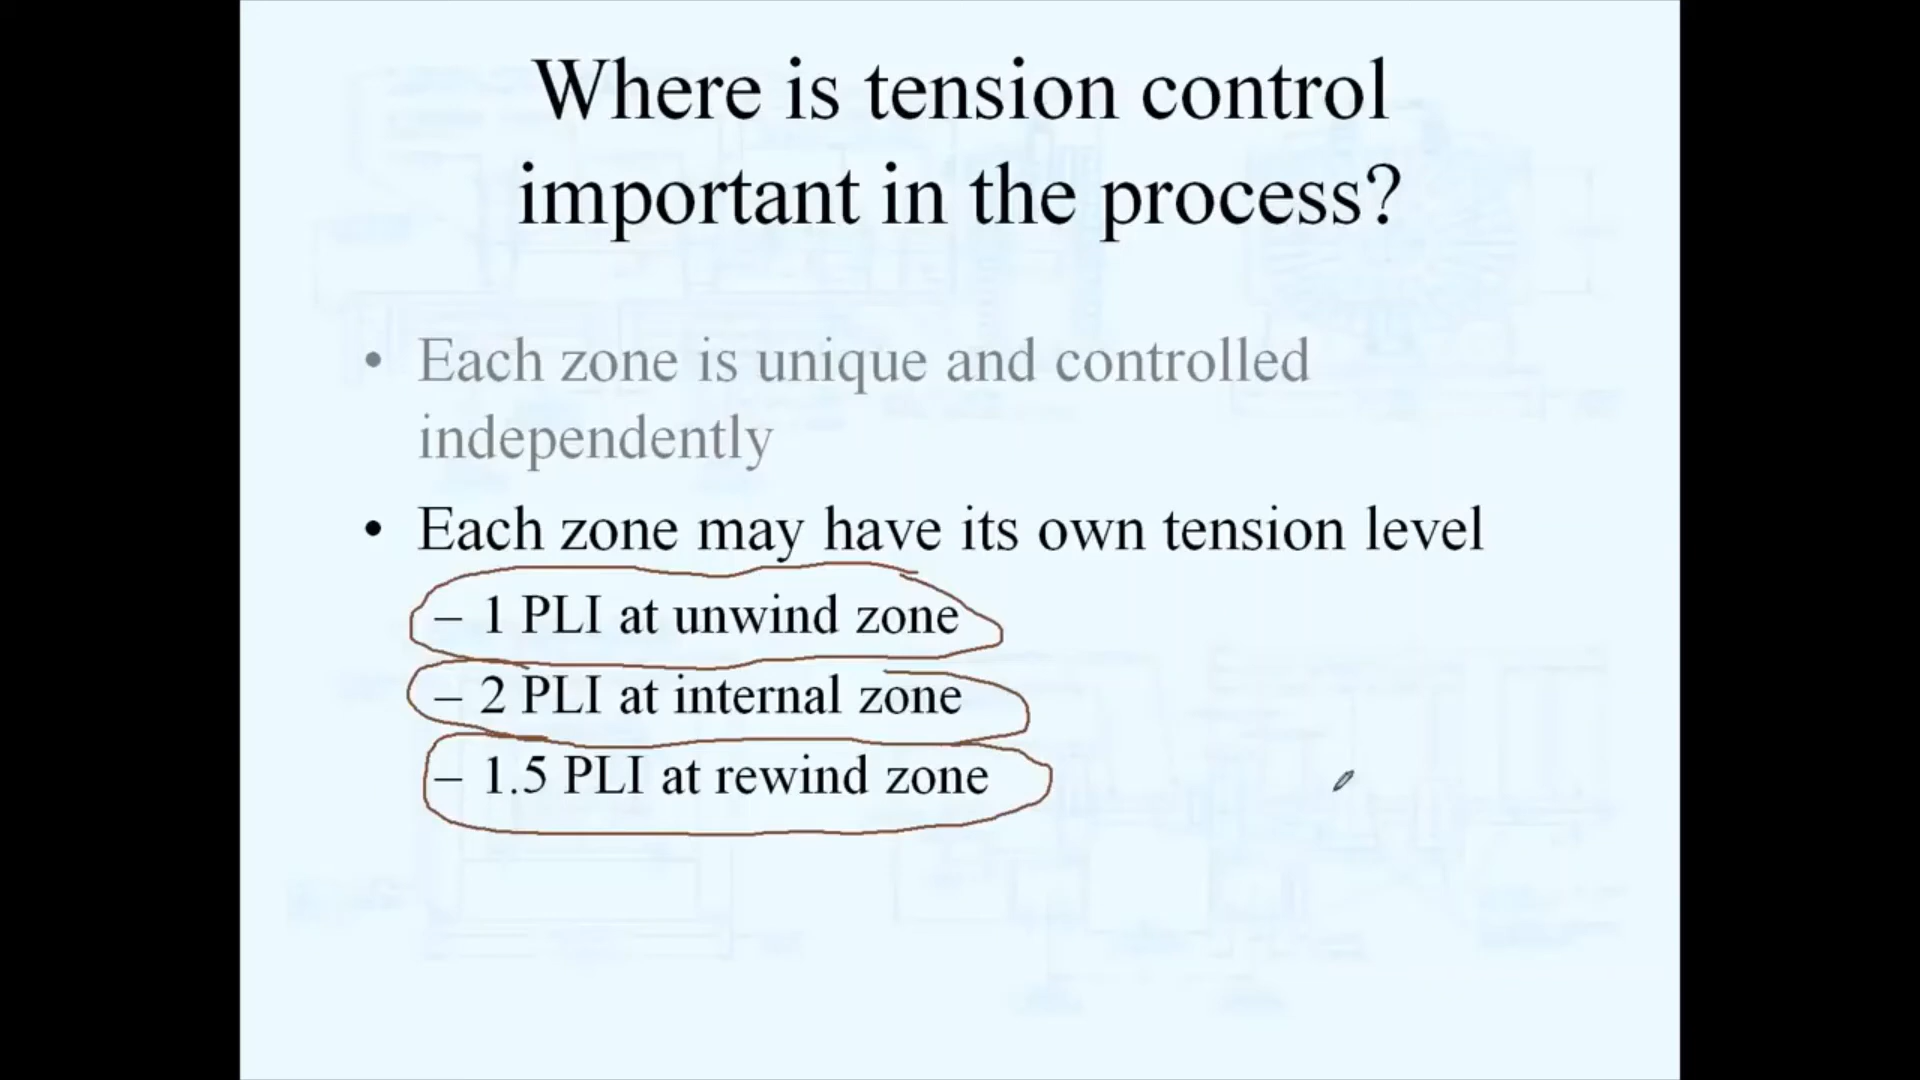 Where is tension control
important in the process?
• Each zone is unique and controlled
independently
• Each zone may have its own tension level
– 1 PLI at unwind zone
– 2 PLI at internal zone
– 1.5 PLI at rewind zone